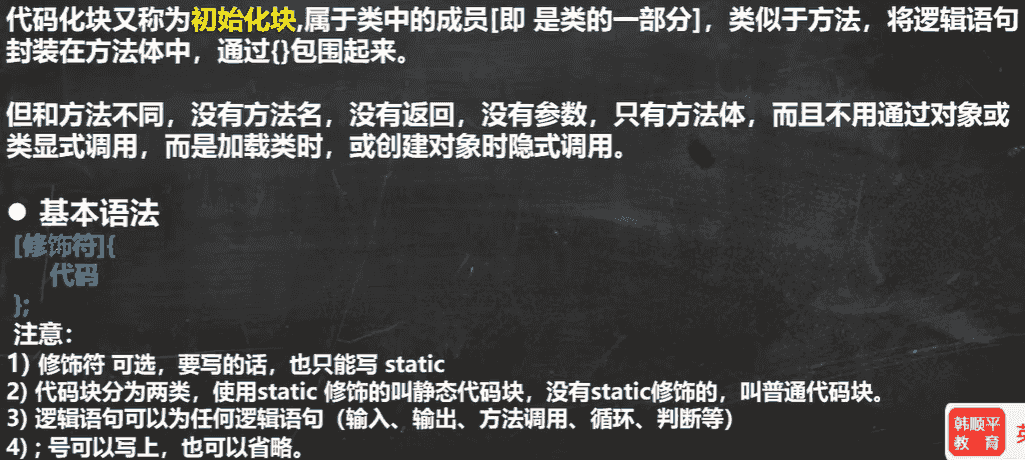 代码化块又称为初始化块,属于类中的成员[即 是类的一部分]，类似于方法，将逻辑语句
封装在方法体中，通过{}包围起来。
但和方法不同，没有方法名，没有返回，没有参数，只有方法体，而且不用通过对象或
类显式调用，而是加载类时，或创建对象时隐式调用。
● 基本语法
[修饰符]{
代码
};
注意：
1) 修饰符 可选，要写的话，也只能写 static
2) 代码块分为两类，使用static 修饰的叫静态代码块，没有static修饰的，叫普通代码块。
3) 逻辑语句可以为任何逻辑语句（输入、输出、方法调用、循环、判断等）
4) ; 号可以写上，也可以省略。
韩顺平
教 育